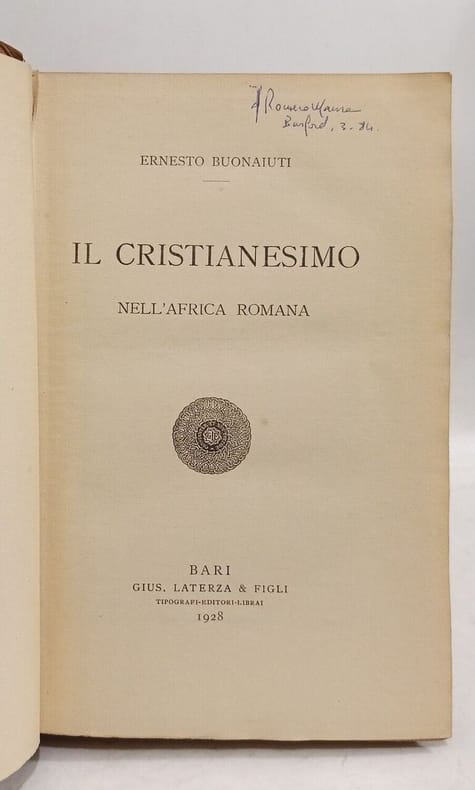 ERNESTO BUONAIUTI
IL CRISTIANESIMO
NELL'AFRICA ROMANA
BARI
GIUS. LATERZA & FIGLI
TIPOGRAFI-EDITORI-LIBRAI
1928